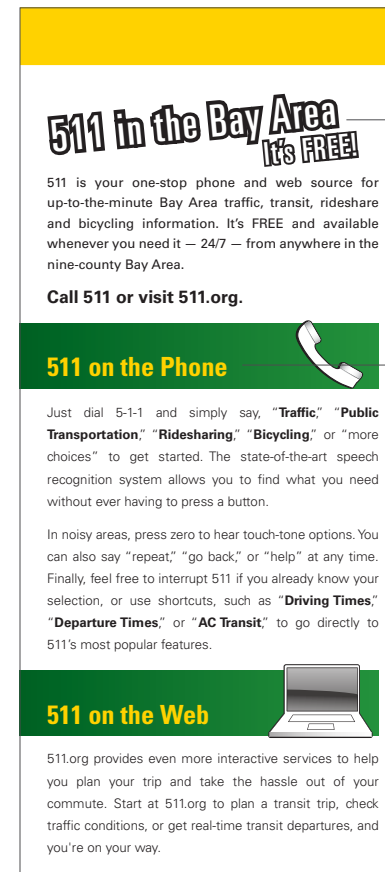 511 in the Bay Area
It's FREE!
511 is your one-stop phone and web source for
up-to-the-minute Bay Area traffic, transit, rideshare
and bicycling information. It's FREE and available
whenever you need it — 24/7 — from anywhere in the
nine-county Bay Area.
Call 511 or visit 511.org.
511 on the Phone
Just dial 5-1-1 and simply say, “Traffic,” “Public
Transportation,” “Ridesharing,” “Bicycling,” or “more
choices” to get started. The state-of-the-art speech
recognition system allows you to find what you need
without ever having to press a button.
In noisy areas, press zero to hear touch-tone options. You
can also say “repeat,” “go back,” or “help” at any time.
Finally, feel free to interrupt 511 if you already know your
selection, or use shortcuts, such as “Driving Times,”
“Departure Times,” or “AC Transit,” to go directly to
511's most popular features.
511 on the Web
511.org provides even more interactive services to help
you plan your trip and take the hassle out of your
commute. Start at 511.org to plan a transit trip, check
traffic conditions, or get real-time transit departures, and
you're on your way.